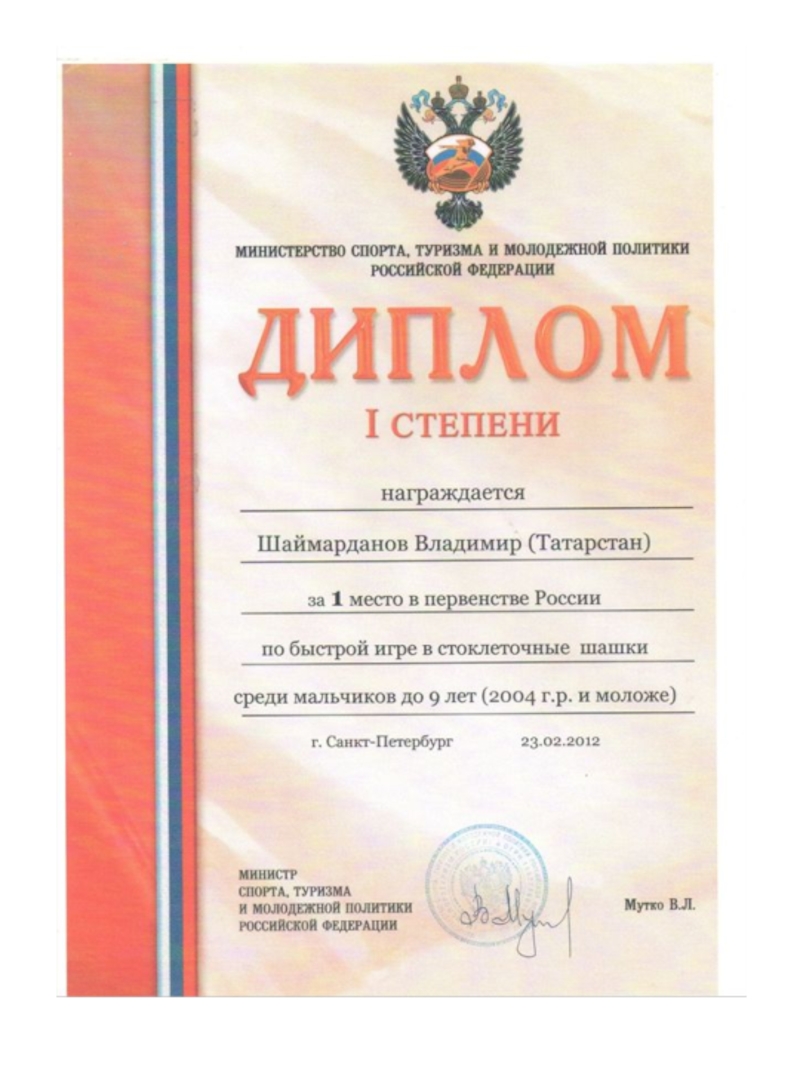 МИНИСТЕРСТВО СПОРТА, ТУРИЗМА И МОЛОДЕЖНОЙ ПОЛИТИКИ
РОССИЙСКОЙ ФЕДЕРАЦИИ
ДИПЛОМ
I СТЕПЕНИ
награждается
Шаймарданов Владимир (Татарстан)
за 1 место в первенстве России
по быстрой игре в стоклеточные шашки
среди мальчиков до 9 лет (2004 г.р. и моложе)
г. Санкт-Петербург 23.02.2012
МИНИСТР
СПОРТА, ТУРИЗМА
И МОЛОДЕЖНОЙ ПОЛИТИКИ
РОССИЙСКОЙ ФЕДЕРАЦИИ
Мутко В.Л.